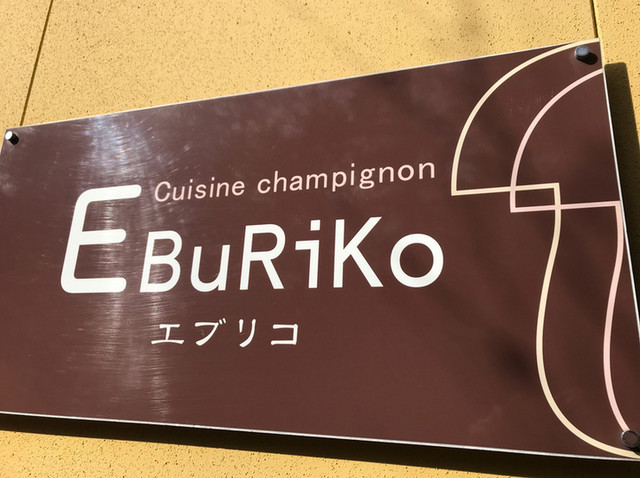 Cuisine champignon
EBuRiKo
エブリコ